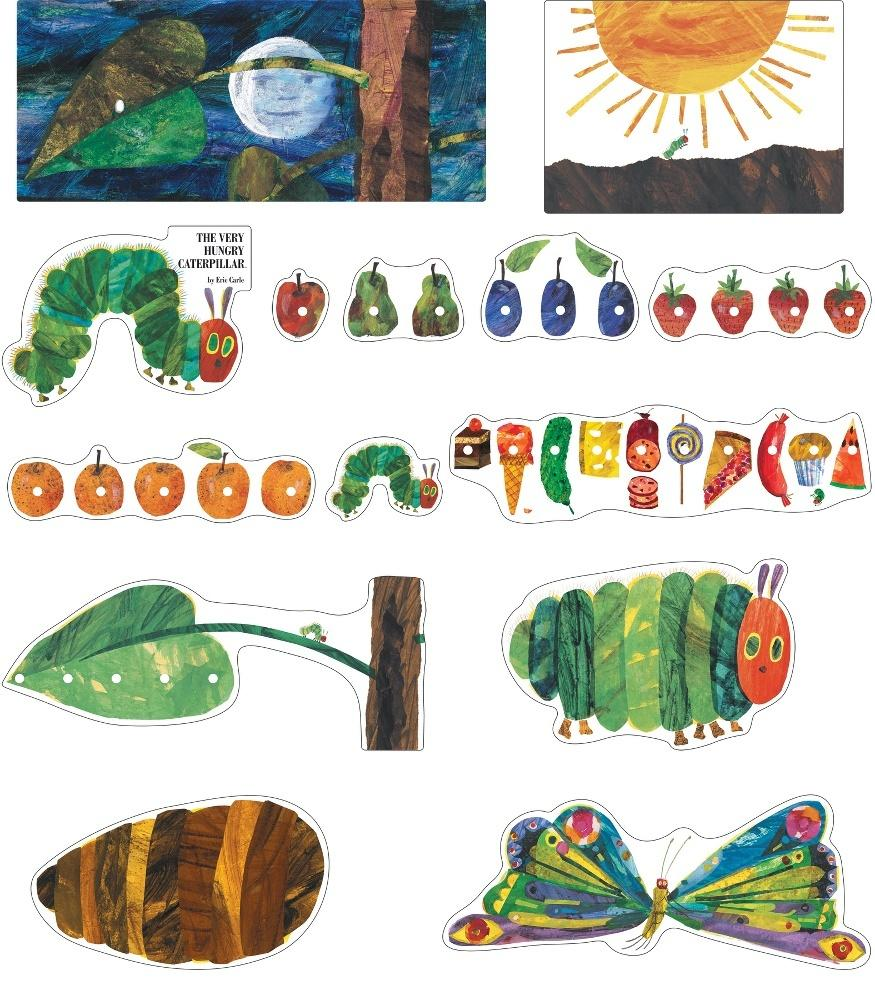 THE VERY
HUNGRY
CATERPILLAR
by Eric Carle